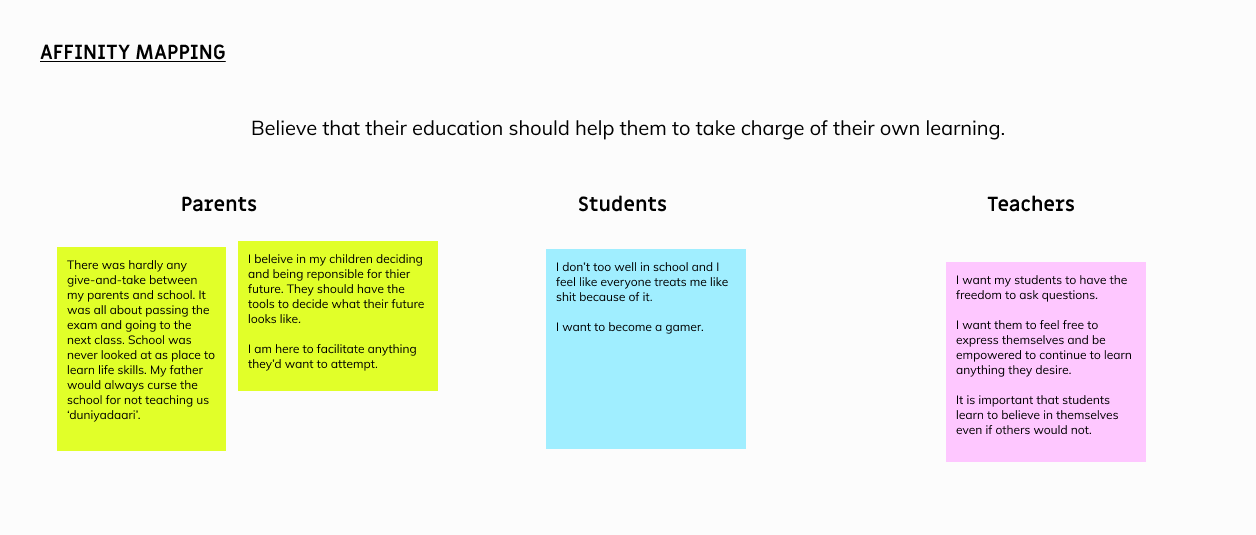 AFFINITY MAPPING
Believe that their education should help them to take charge of their own learning.
Parents
There was hardly any
give-and-take between
my parents and school. It
was all about passing the
exam and going to the
next class. School was
never looked at as place to
learn life skills. My father
would always curse the
school for not teaching us
‘duniyadaari’.
I beleive in my children deciding
and being reponsible for thier
future. They should have the
tools to decide what their future
looks like.
I am here to facilitate anything
they’d want to attempt.
Students
I don’t too well in school and I
feel like everyone treats me like
shit because of it.
I want to become a gamer.
Teachers
I want my students to have the
freedom to ask questions.
I want them to feel free to
express themselves and be
empowered to continue to learn
anything they desire.
It is important that students
learn to believe in themselves
even if others would not.